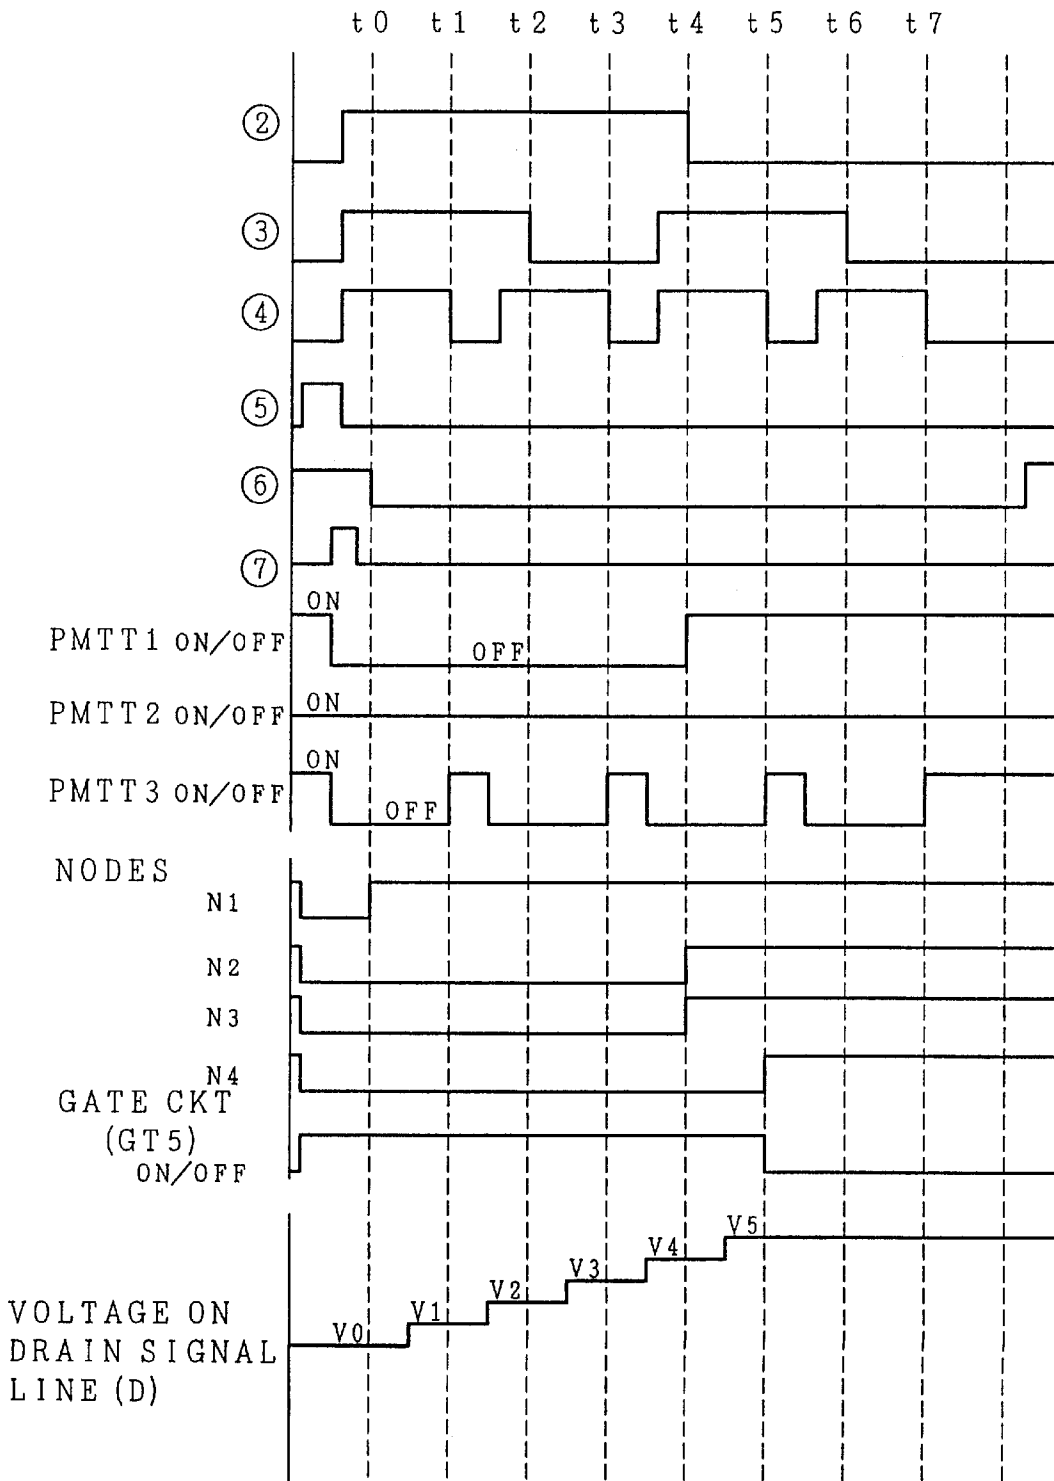 t0 t1 t2 t3 t4 t5 t6 t7
②
③
④
⑤
⑥
⑦
ON
PMTT1 ON/OFF
OFF
PMTT2 ON/OFF
ON
ON
PMTT3 ON/OFF
OFF
NODES
N1
N2
N3
N4
GATE CKT
(GT5)
ON/OFF
V5
V4
V3
V2
V1
V0
VOLTAGE ON
DRAIN SIGNAL
LINE (D)